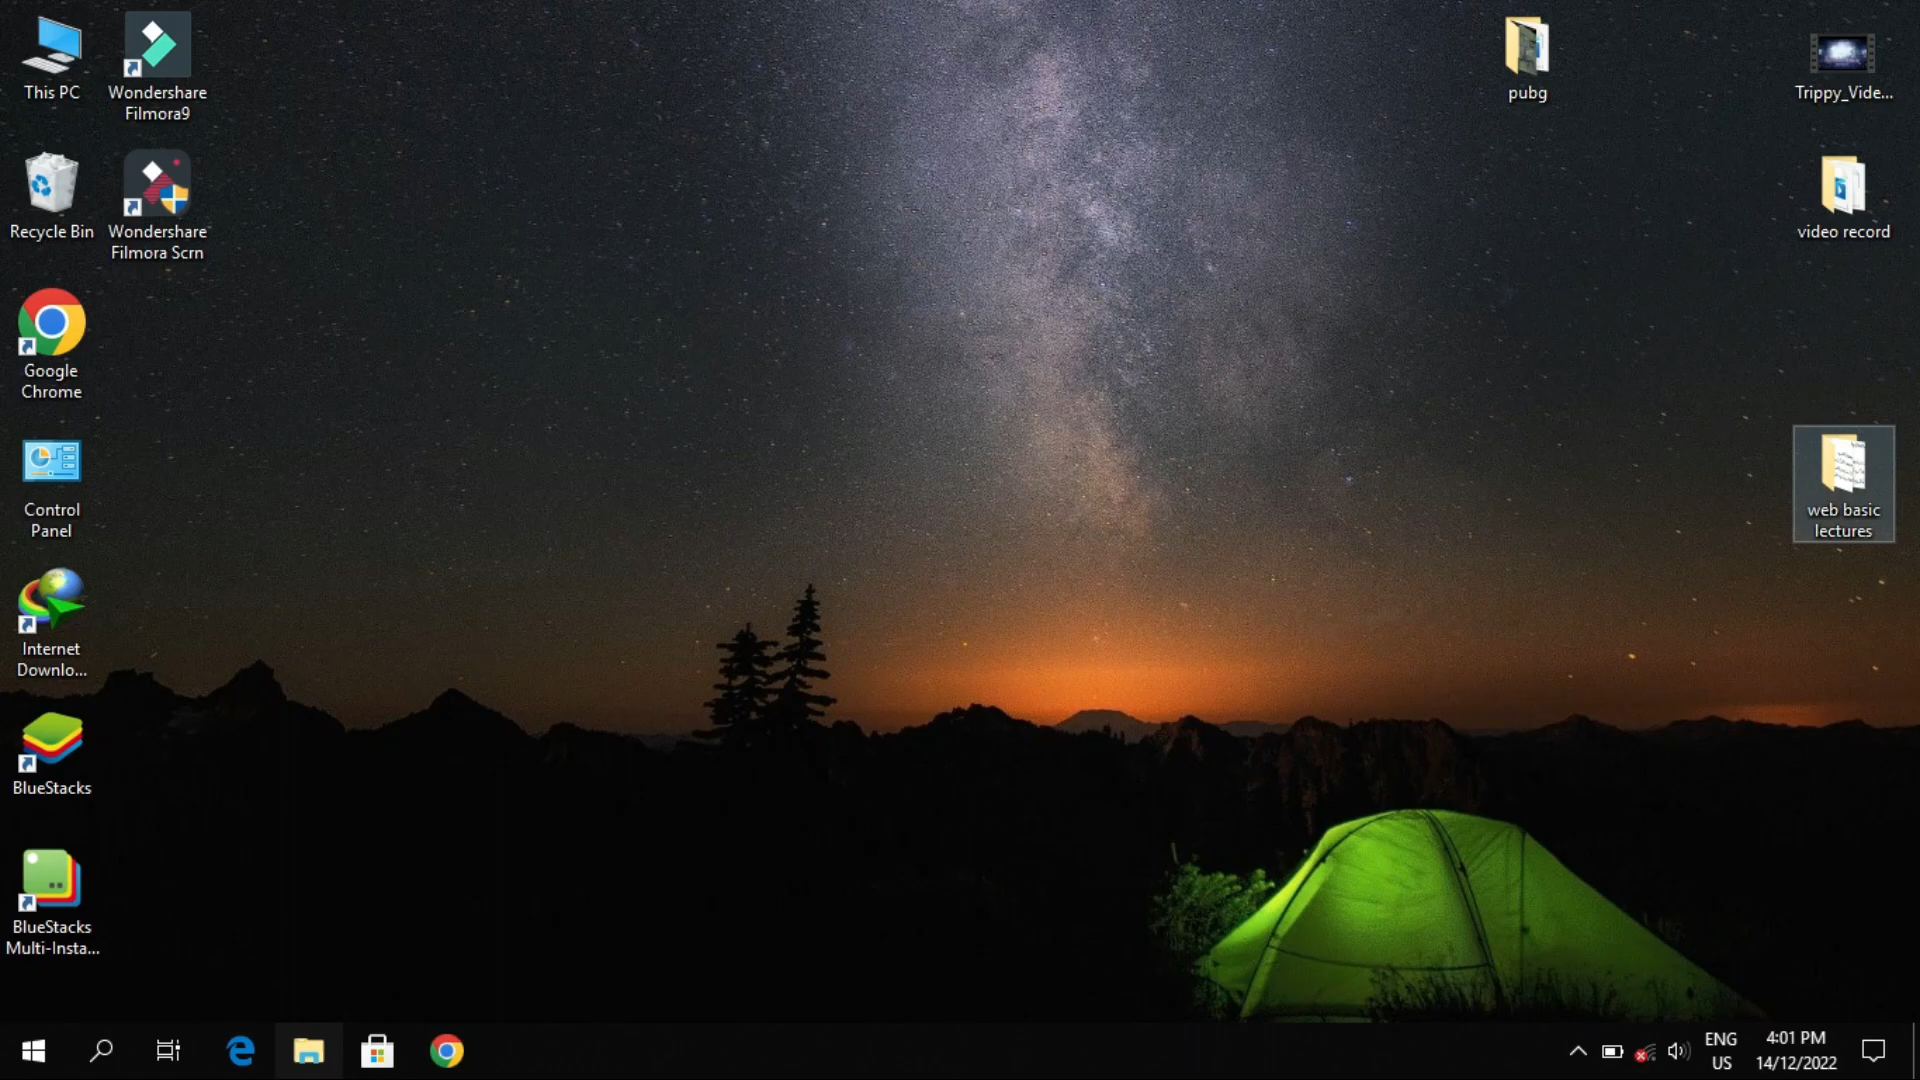 This PC
Wondershare
Filmora9
Recycle Bin
Wondershare
Filmora Scrn
Google
Chrome
Control
Panel
Internet
Downlo...
BlueStacks
BlueStacks
Multi-Insta...
pubg
Trippy_Vide...
video record
web basic
lectures
ENG
US
4:01 PM
14/12/2022